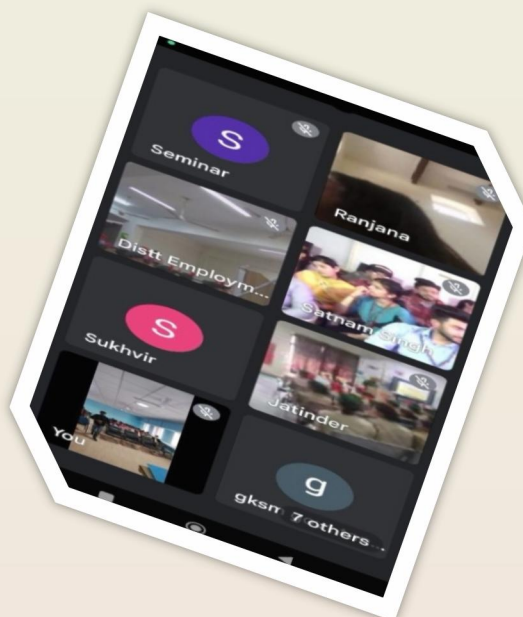 S
Seminar
Ranjana
Distt Employm...
Satnam Singh
S
Sukhvir
Jatinder
You
g
gksm 7 others...